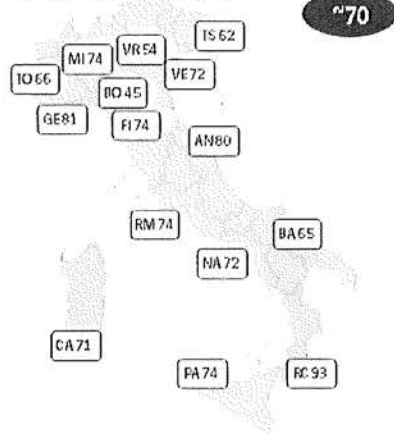 ~70
TS 62
VR 54
MI 74
VE 72
TO 66
BO 45
GE 81
FI 74
AN 80
RM 74
BA 65
NA 72
CA 71
PA 74
RC 93